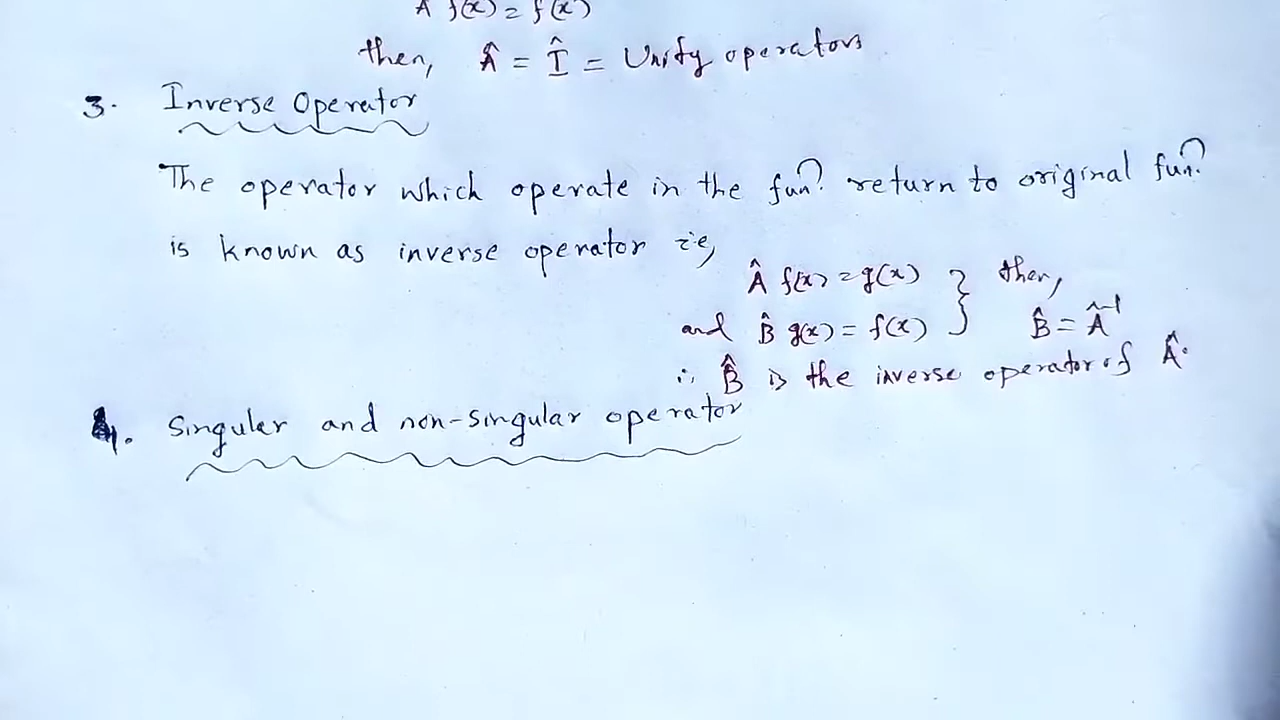 Â f(x) = f(x)
then, Â = Î = Unity operators
3. Inverse Operator
The operator which operate in the funⁿ. return to original funⁿ.
is known as inverse operator i.e,
Â f(x) = g(x) } then,
and B̂ g(x) = f(x) } B̂ = Â⁻¹
∴ B̂ is the inverse operator of Â.
4. Singular and non-singular operator